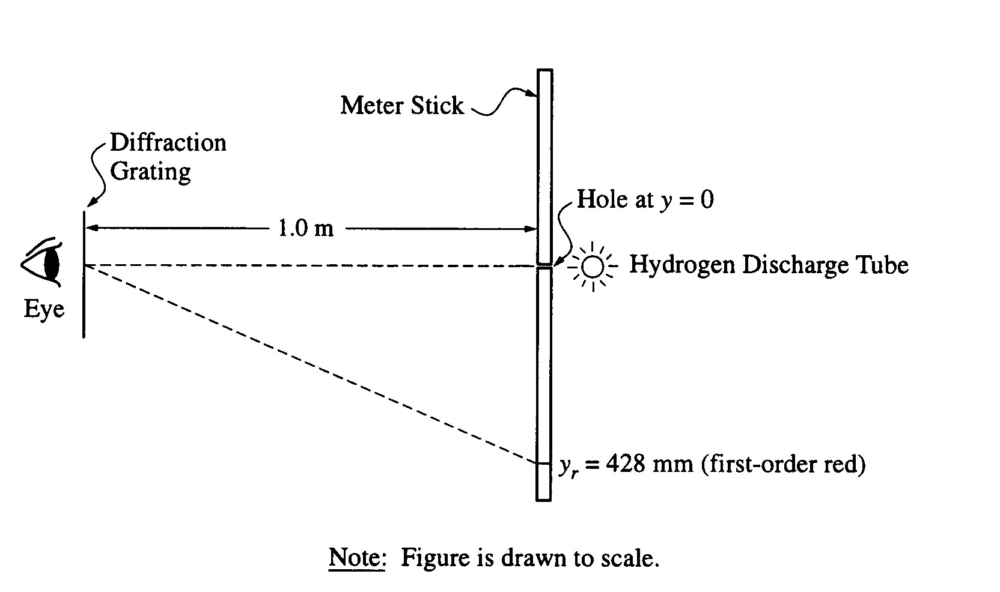 Meter Stick
Diffraction
Grating
Hole at y = 0
1.0 m
Hydrogen Discharge Tube
Eye
yr = 428 mm (first-order red)
Note: Figure is drawn to scale.